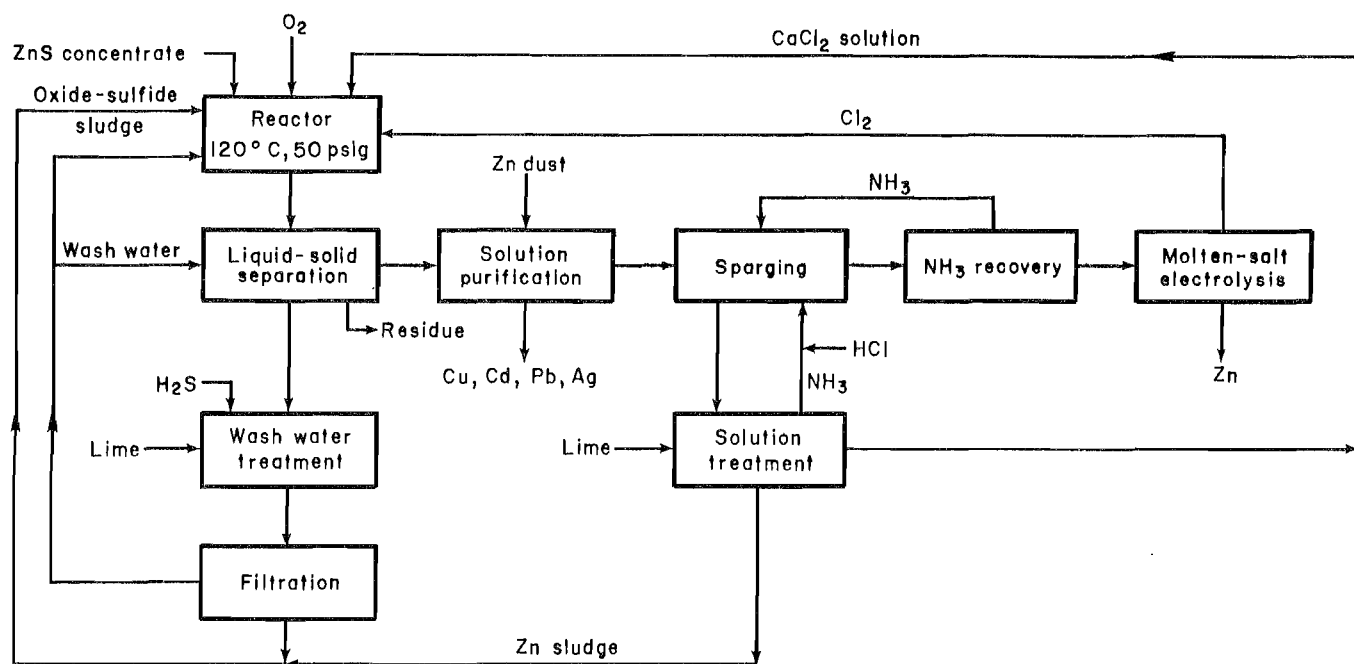 O₂
ZnS concentrate
CaCl₂ solution
Oxide-sulfide
sludge
Reactor
120° C, 50 psig
Cl₂
Zn dust
NH₃
Wash water
Liquid-solid
separation
Solution
purification
Sparging
NH₃ recovery
Molten-salt
electrolysis
Residue
HCl
H₂S
Cu, Cd, Pb, Ag
NH₃
Zn
Lime
Wash water
treatment
Lime
Solution
treatment
Filtration
Zn sludge